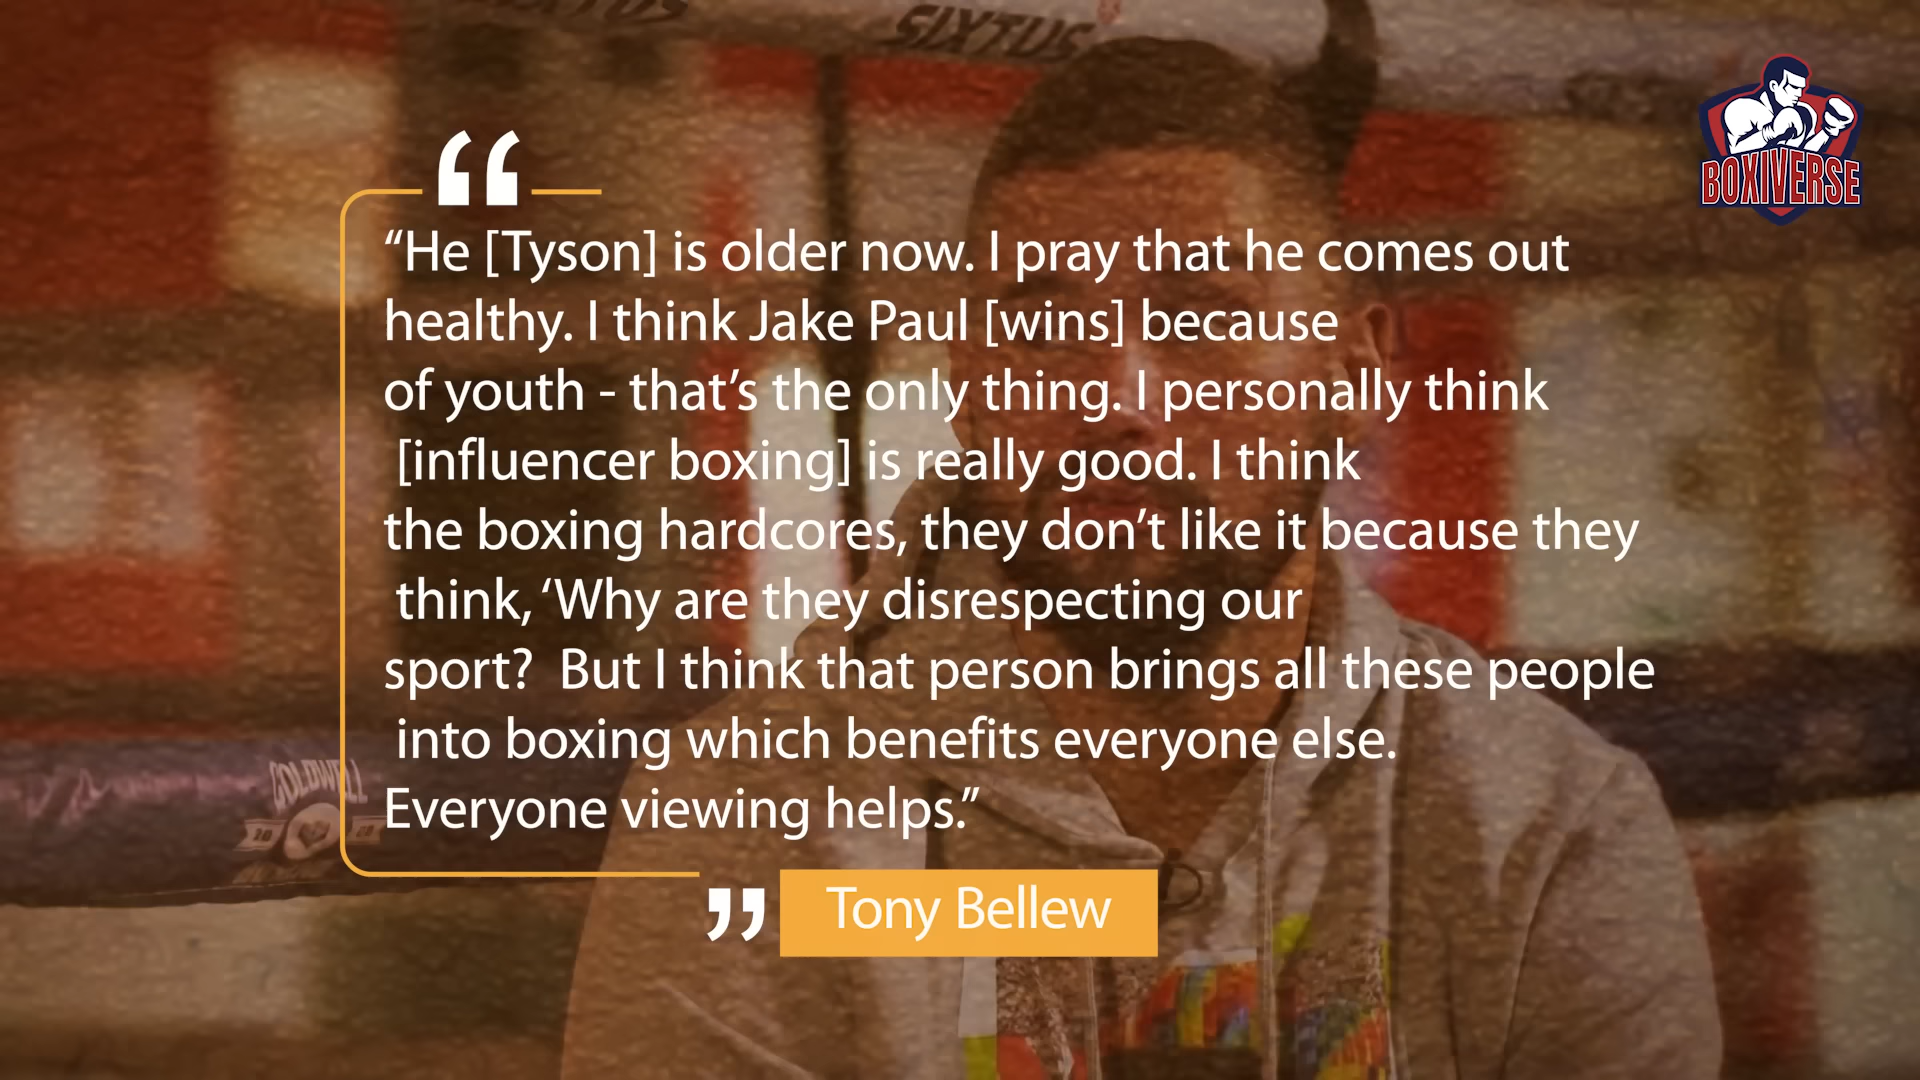 SIXTUS
BOXIVERSE
“He [Tyson] is older now. I pray that he comes out
healthy. I think Jake Paul [wins] because
of youth - that’s the only thing. I personally think
[influencer boxing] is really good. I think
the boxing hardcores, they don’t like it because they
think, ‘Why are they disrespecting our
sport?  But I think that person brings all these people
into boxing which benefits everyone else.
Everyone viewing helps.”
COLDWELL
Tony Bellew